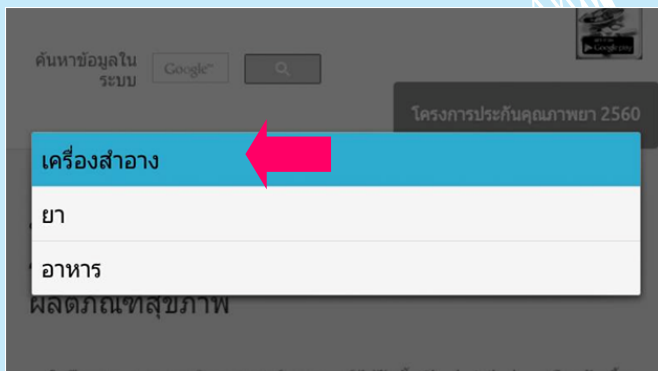 ค้นหาข้อมูลใน
ระบบ
Google™
Google play
โครงการประกันคุณภาพยา 2560
เครื่องสำอาง
ยา
อาหาร
ผลิตภัณฑ์สุขภาพ